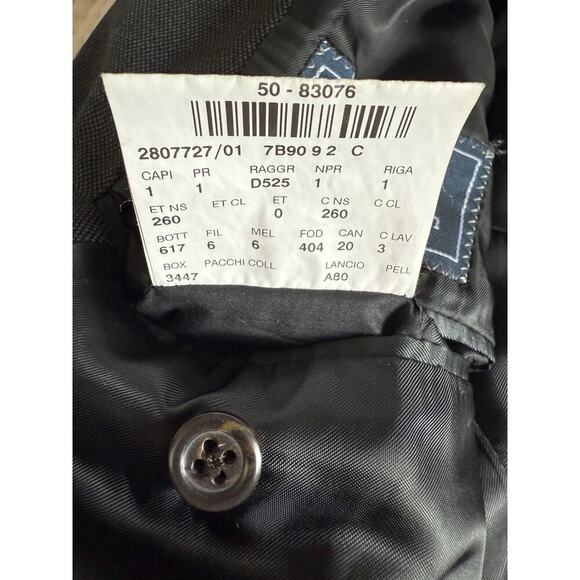 50 - 83076
2807727/01 7B90 9 2 C
CAPI PR RAGGR NPR RIGA
1 1 D525 1 1
ET NS ET CL ET C NS C CL
260 0 260
BOTT FIL MEL FOD CAN C LAV
617 6 6 404 20 3
BOX PACCHI COLL LANCIO PELL
3447 A80